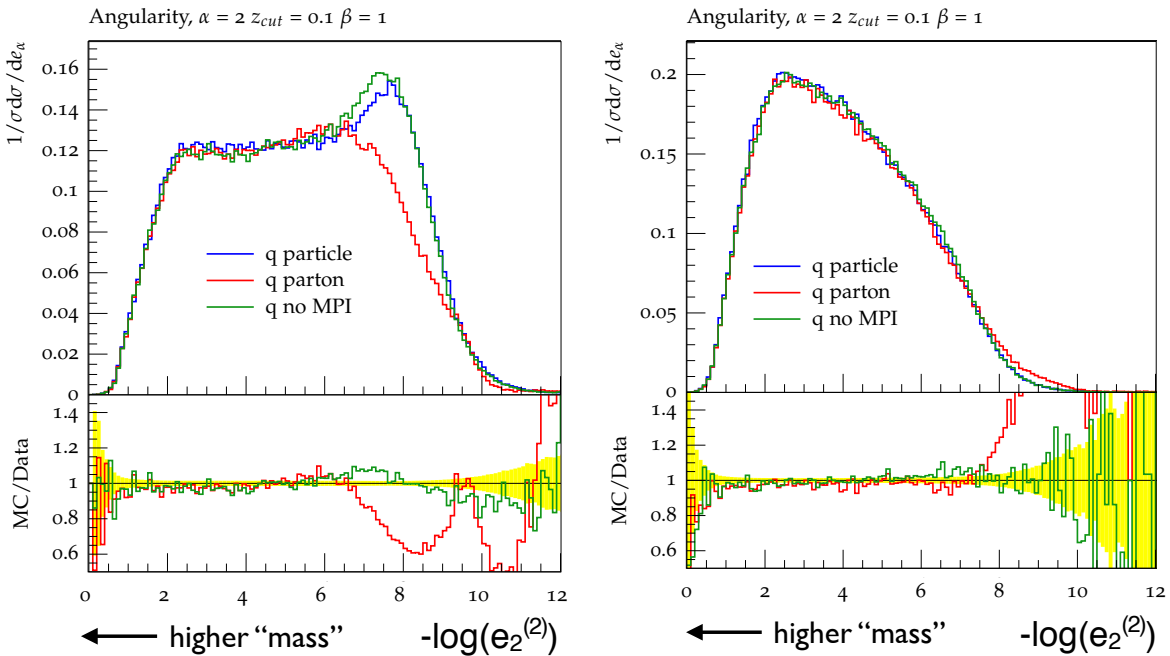 Angularity, α = 2 z_cut = 0.1 β = 1
1/σdσ/de_α
0.16
0.14
0.12
0.1
0.08
0.06
0.04
0.02
0
q particle
q parton
q no MPI
MC/Data
1.4
1.2
1
0.8
0.6
0 2 4 6 8 10 12
higher “mass” -log(e₂⁽²⁾)
Angularity, α = 2 z_cut = 0.1 β = 1
1/σdσ/de_α
0.2
0.15
0.1
0.05
0
q particle
q parton
q no MPI
MC/Data
1.4
1.2
1
0.8
0.6
0 2 4 6 8 10 12
higher “mass” -log(e₂⁽²⁾)